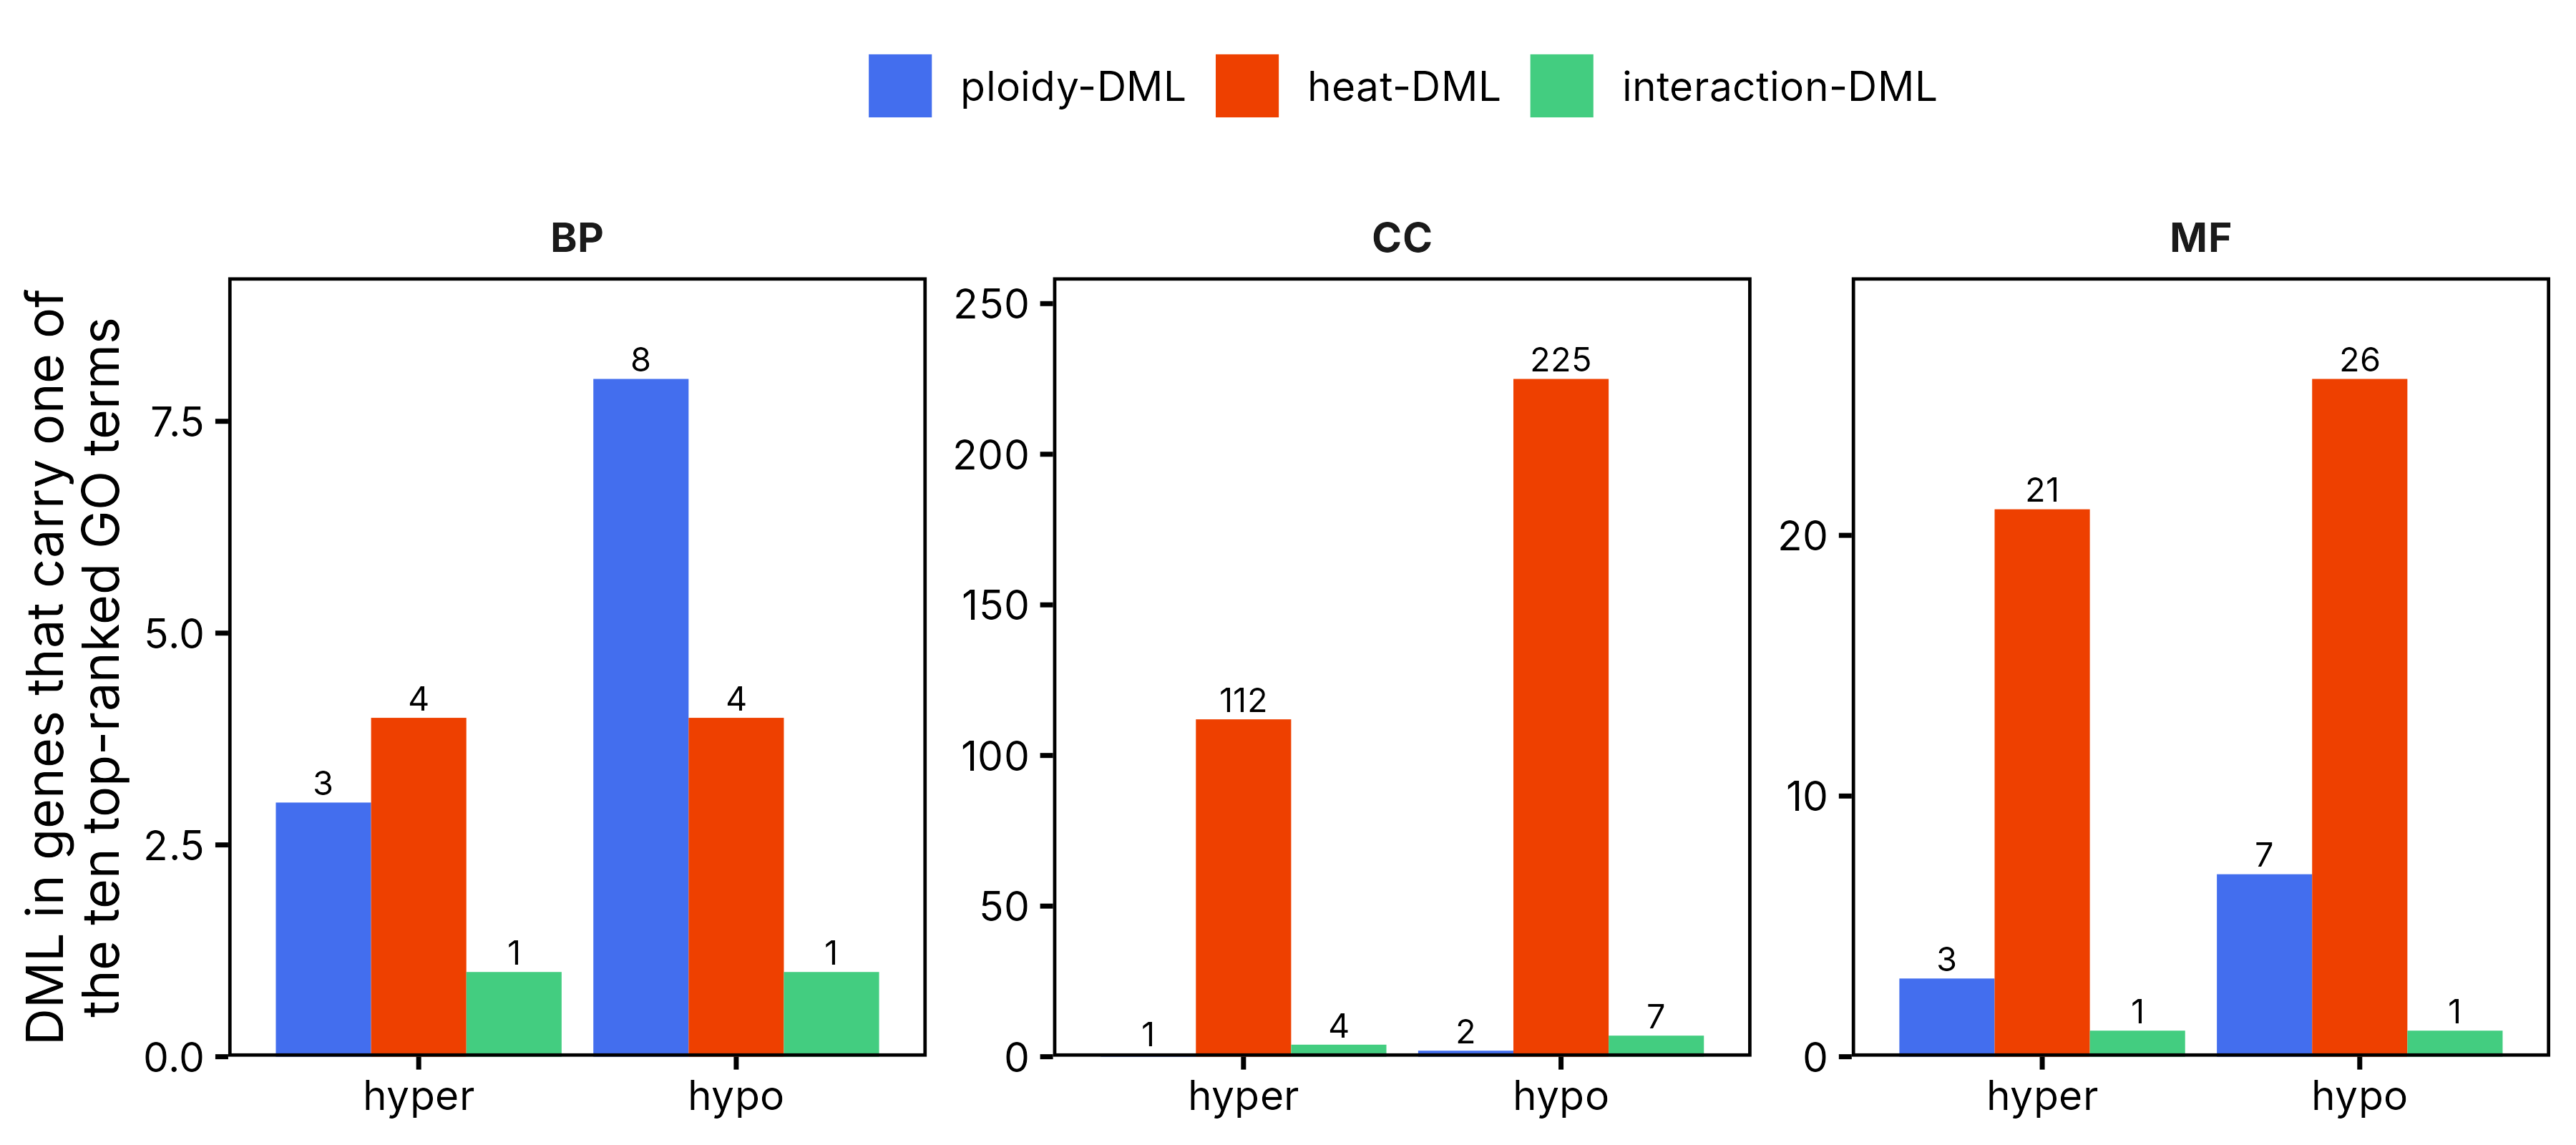 ploidy-DML heat-DML interaction-DML
BP
CC
MF
DML in genes that carry one of
the ten top-ranked GO terms
7.5
5.0
2.5
0.0
3
4
1
8
4
1
hyper
hypo
250
200
150
100
50
0
1
112
4
2
225
7
hyper
hypo
20
10
0
3
21
1
7
26
1
hyper
hypo